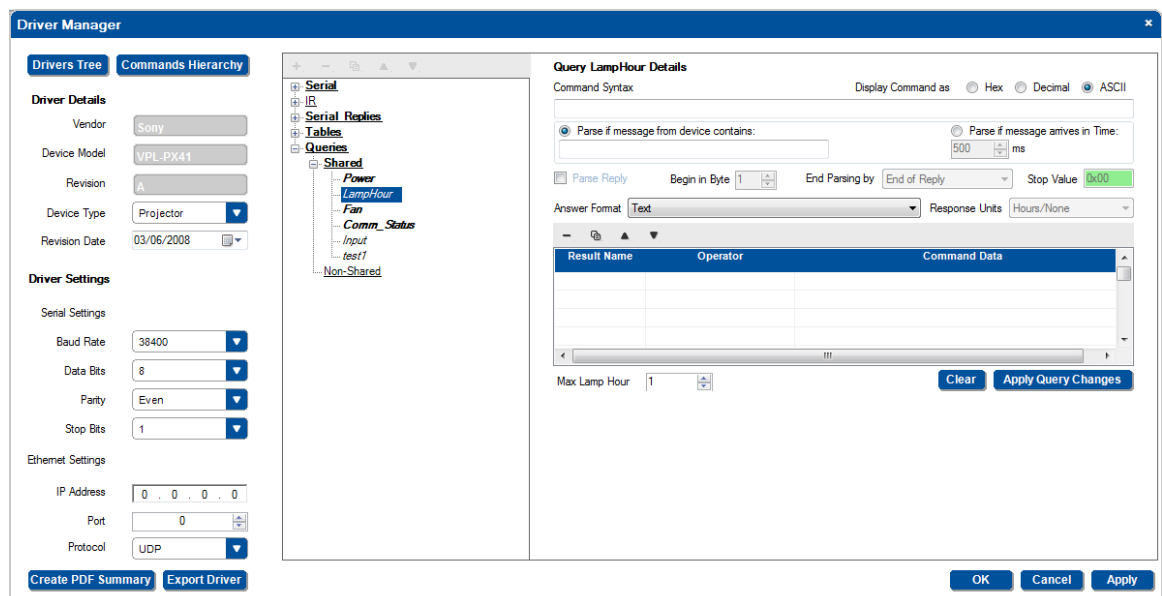 Driver Manager
Drivers Tree Commands Hierarchy
Driver Details
Vendor Sony
Device Model VPL-PX41
Revision A
Device Type Projector
Revision Date 03/06/2008
Driver Settings
Serial Settings
Baud Rate 38400
Data Bits 8
Parity Even
Stop Bits 1
Ethernet Settings
IP Address 0 . 0 . 0 . 0
Port 0
Protocol UDP
Create PDF Summary Export Driver
Serial
IR
Serial Replies
Tables
Queries
Shared
Power
LampHour
Fan
Comm_Status
Input
test1
Non-Shared
Query LampHour Details
Command Syntax Display Command as Hex Decimal ASCII
Parse if message from device contains: Parse if message arrives in Time:
500 ms
Parse Reply Begin in Byte 1 End Parsing by End of Reply Stop Value 0x00
Answer Format Text Response Units Hours/None
Result Name Operator Command Data
Max Lamp Hour 1 Clear Apply Query Changes
OK Cancel Apply